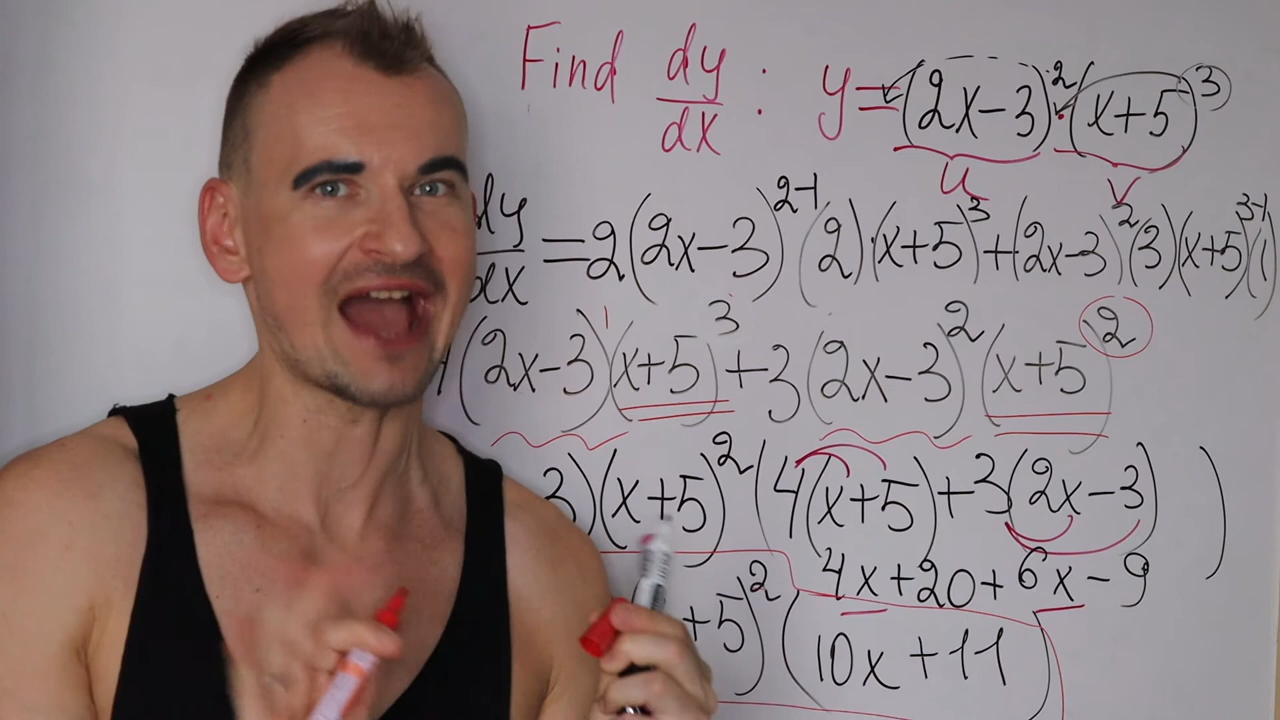 Find dy/dx : y=(2x-3)²·(x+5)³
u v
dy/dx =2(2x-3)²⁻¹(2)·(x+5)³+(2x-3)²(3)(x+5)³⁻¹(1)
(2x-3)¹(x+5)³+3(2x-3)²(x+5)²
3)(x+5)²(4(x+5)+3(2x-3))
4x+20+6x-9
+5)²(10x+11)